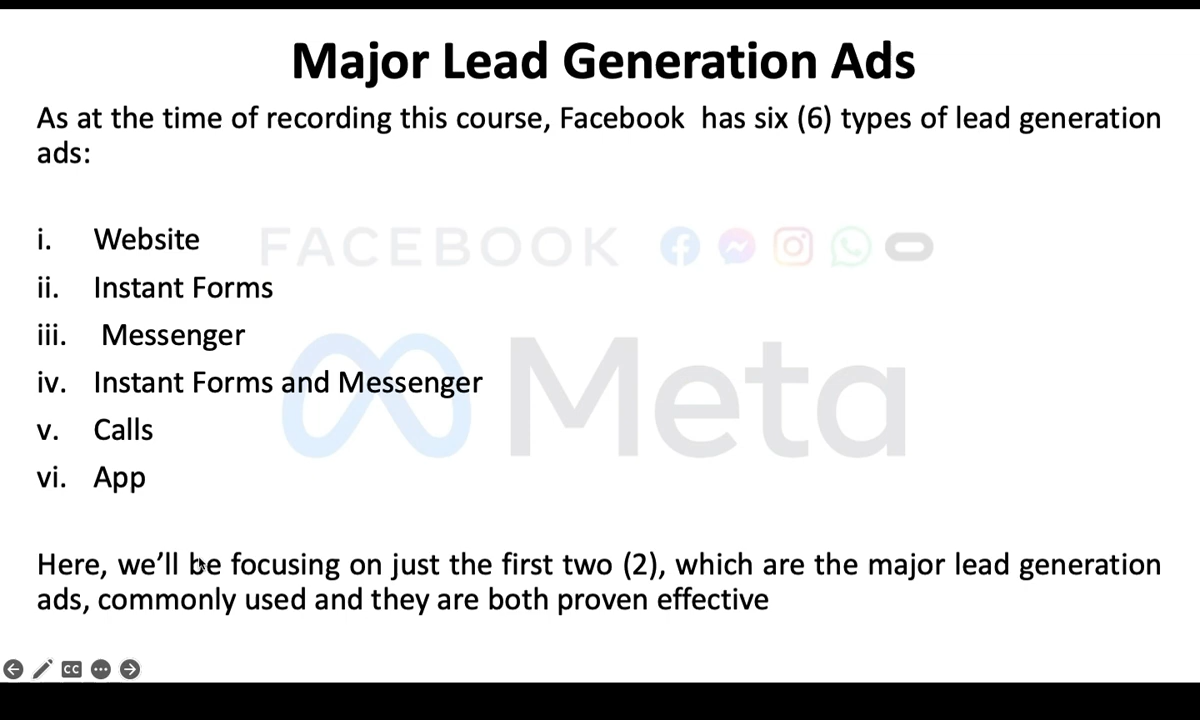 Major Lead Generation Ads
As at the time of recording this course, Facebook has six (6) types of lead generation
ads:
FACEBOOK
i. Website
ii. Instant Forms
iii. Messenger
iv. Instant Forms and Messenger
Meta
v. Calls
vi. App
Here, we'll be focusing on just the first two (2), which are the major lead generation
ads, commonly used and they are both proven effective
CC